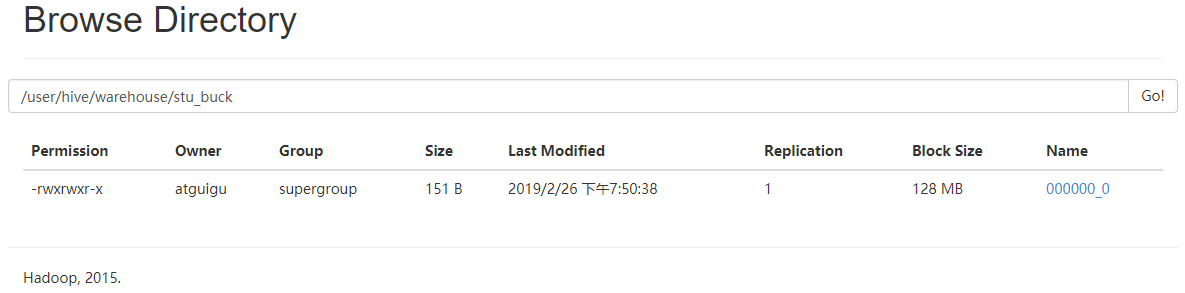 Browse Directory
/user/hive/warehouse/stu_buck Go!
Permission Owner Group Size Last Modified Replication Block Size Name
-rwxrwxr-x atguigu supergroup 151 B 2019/2/26 下午7:50:38 1 128 MB 000000_0
Hadoop, 2015.